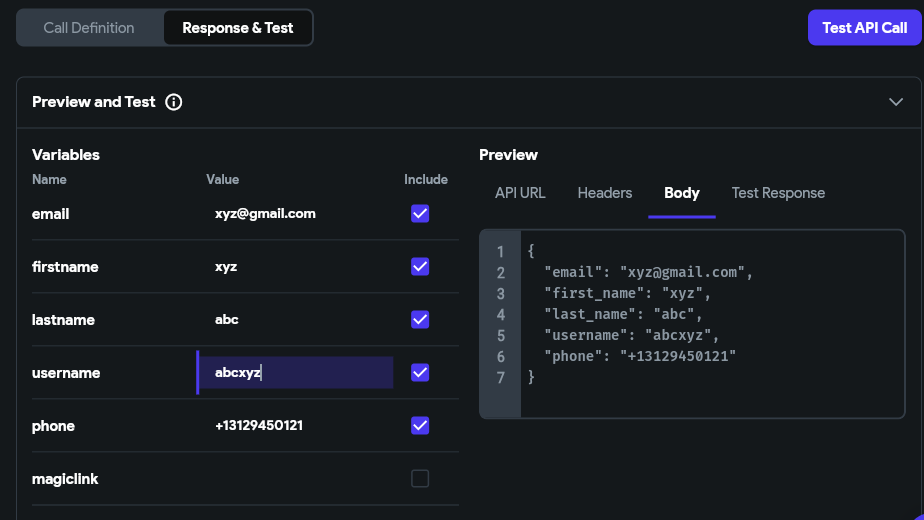 Call Definition Response & Test Test API Call
Preview and Test
Variables
Name Value Include
email xyz@gmail.com
firstname xyz
lastname abc
username abcxyz
phone +13129450121
magiclink
Preview
API URL Headers Body Test Response
1 {
2 "email": "xyz@gmail.com",
3 "first_name": "xyz",
4 "last_name": "abc",
5 "username": "abcxyz",
6 "phone": "+13129450121"
7 }